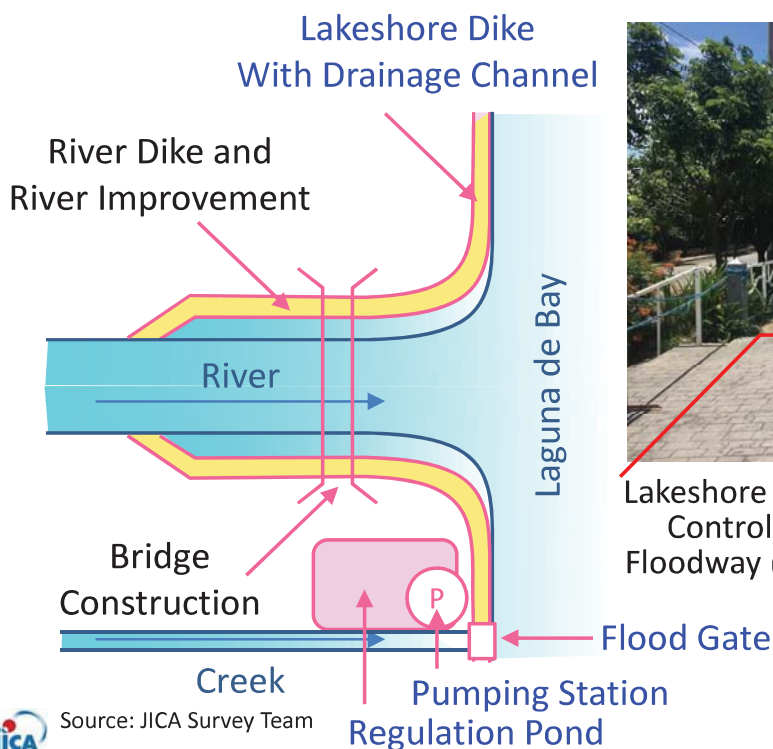 Lakeshore Dike
With Drainage Channel
River Dike and
River Improvement
River
Laguna de Bay
Lakeshore
Control
Floodway
Bridge
Construction
P
Flood Gate
Creek
Pumping Station
Regulation Pond
Source: JICA Survey Team
JICA